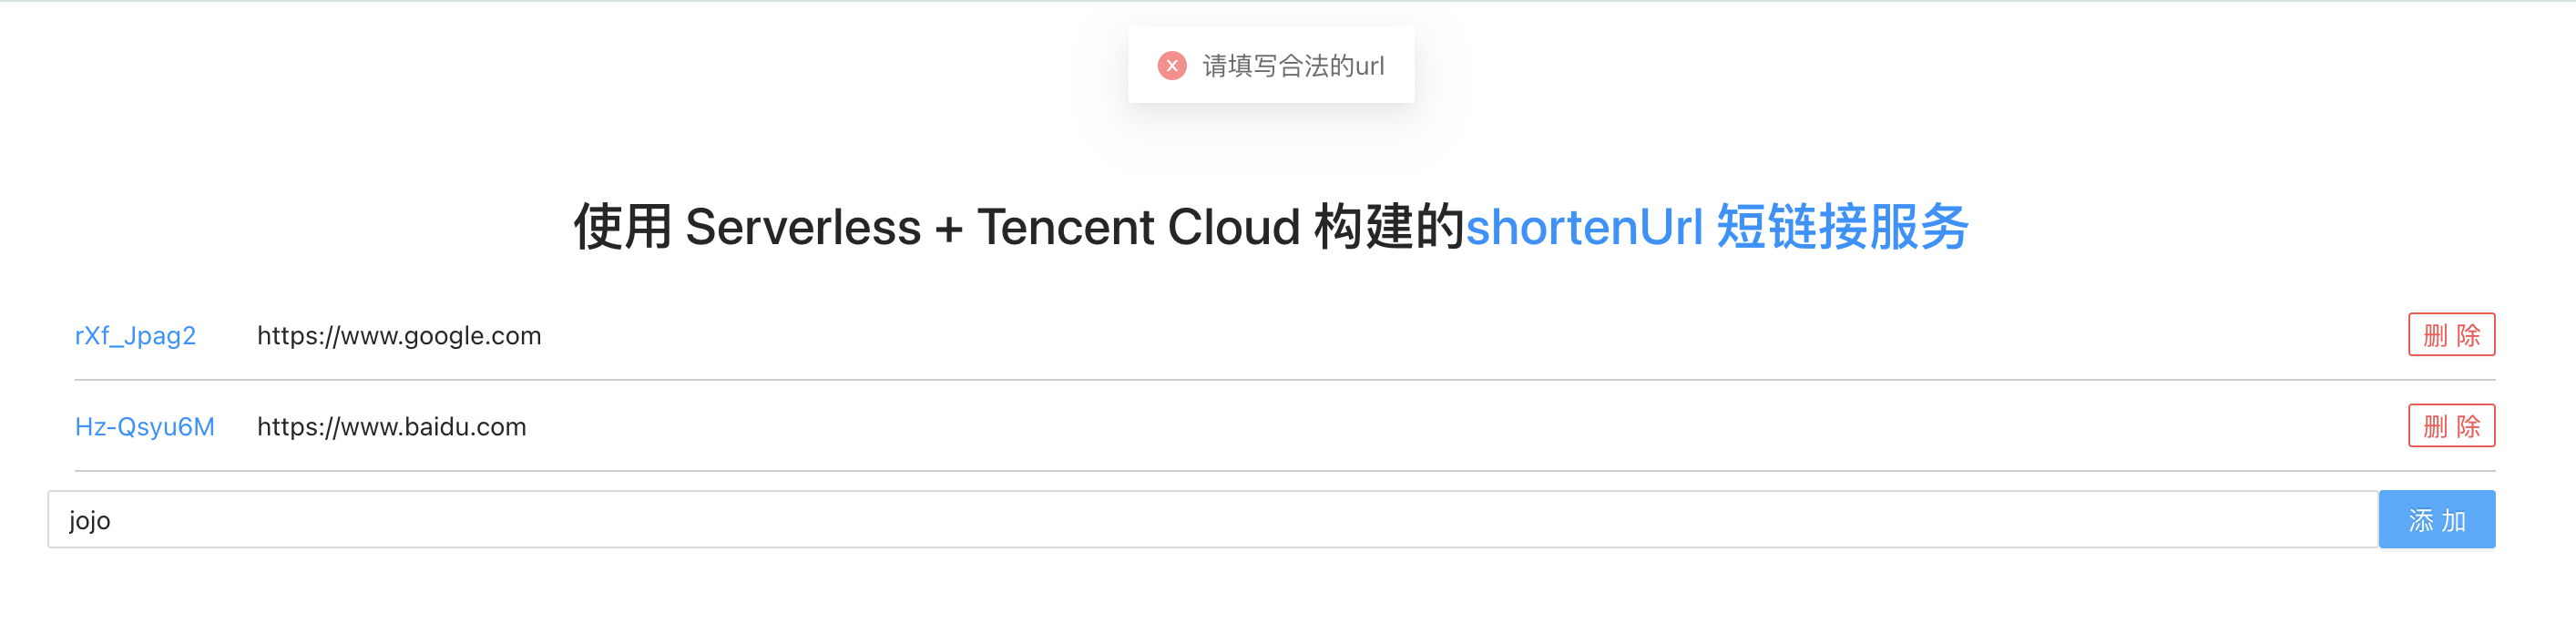 请填写合法的url
使用 Serverless + Tencent Cloud 构建的shortenUrl 短链接服务
rXf_Jpag2 https://www.google.com 删 除
Hz-Qsyu6M https://www.baidu.com 删 除
jojo 添 加